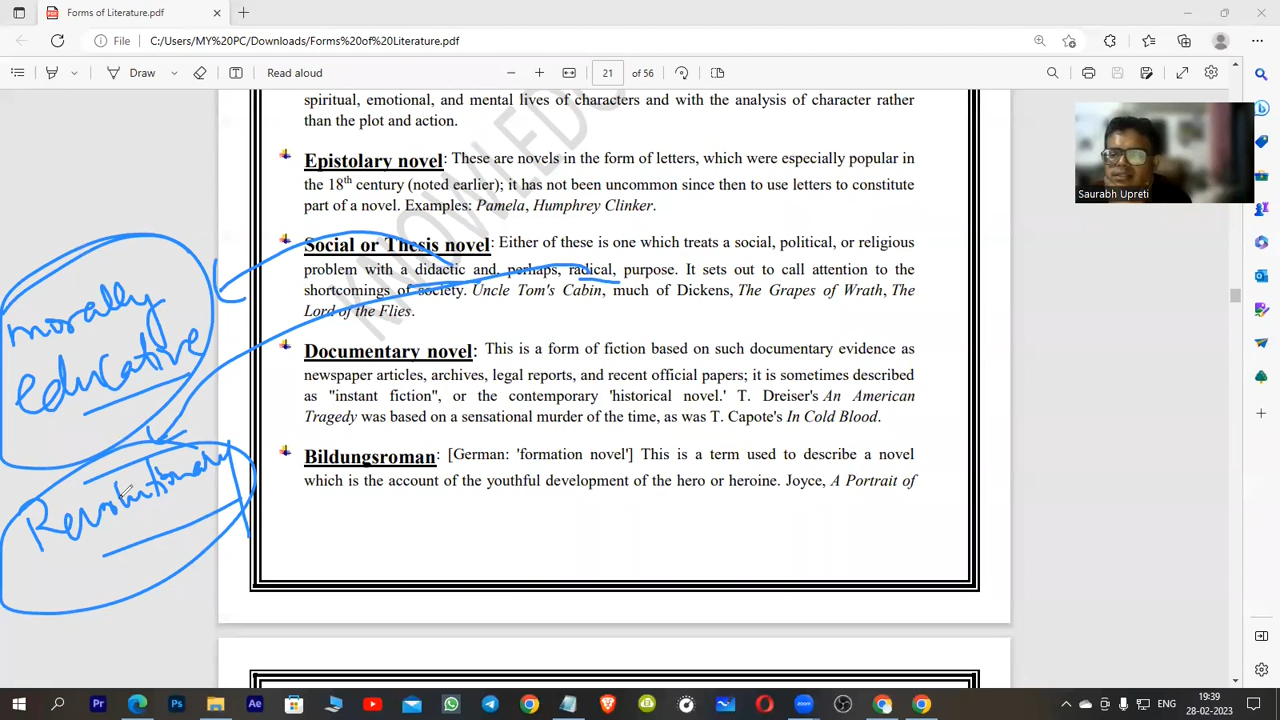 Forms of Literature.pdf
File
C:/Users/MY%20PC/Downloads/Forms%20of%20Literature.pdf
Draw
Read aloud
21
of 56
spiritual, emotional, and mental lives of characters and with the analysis of character rather
than the plot and action.
Epistolary novel: These are novels in the form of letters, which were especially popular in
the 18th century (noted earlier); it has not been uncommon since then to use letters to constitute
part of a novel. Examples: Pamela, Humphrey Clinker.
Saurabh Upreti
Social or Thesis novel: Either of these is one which treats a social, political, or religious
problem with a didactic and, perhaps, radical, purpose. It sets out to call attention to the
shortcomings of society. Uncle Tom's Cabin, much of Dickens, The Grapes of Wrath, The
Lord of the Flies.
morally
educative
Documentary novel: This is a form of fiction based on such documentary evidence as
newspaper articles, archives, legal reports, and recent official papers; it is sometimes described
as "instant fiction", or the contemporary 'historical novel.' T. Dreiser's An American
Tragedy was based on a sensational murder of the time, as was T. Capote's In Cold Blood.
Revolutionary
Bildungsroman: [German: 'formation novel'] This is a term used to describe a novel
which is the account of the youthful development of the hero or heroine. Joyce, A Portrait of
KNOWLEDG
ENG
19:39
28-02-2023